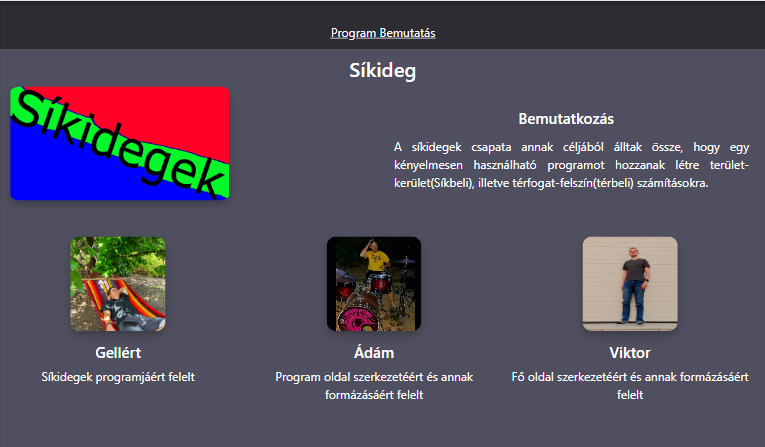 Program Bemutatás
Síkideg
Síkidegek
Bemutatkozás
A síkidegek csapata annak céljából álltak össze, hogy egy
kényelmesen használható programot hozzanak létre terület-
kerület(Síkbeli), illetve térfogat-felszín(térbeli) számításokra.
Gellért
Síkidegek programjáért felelt
Ádám
Program oldal szerkezetéért és annak
formázásáért felelt
Viktor
Fő oldal szerkezetéért és annak formázásáért
felelt